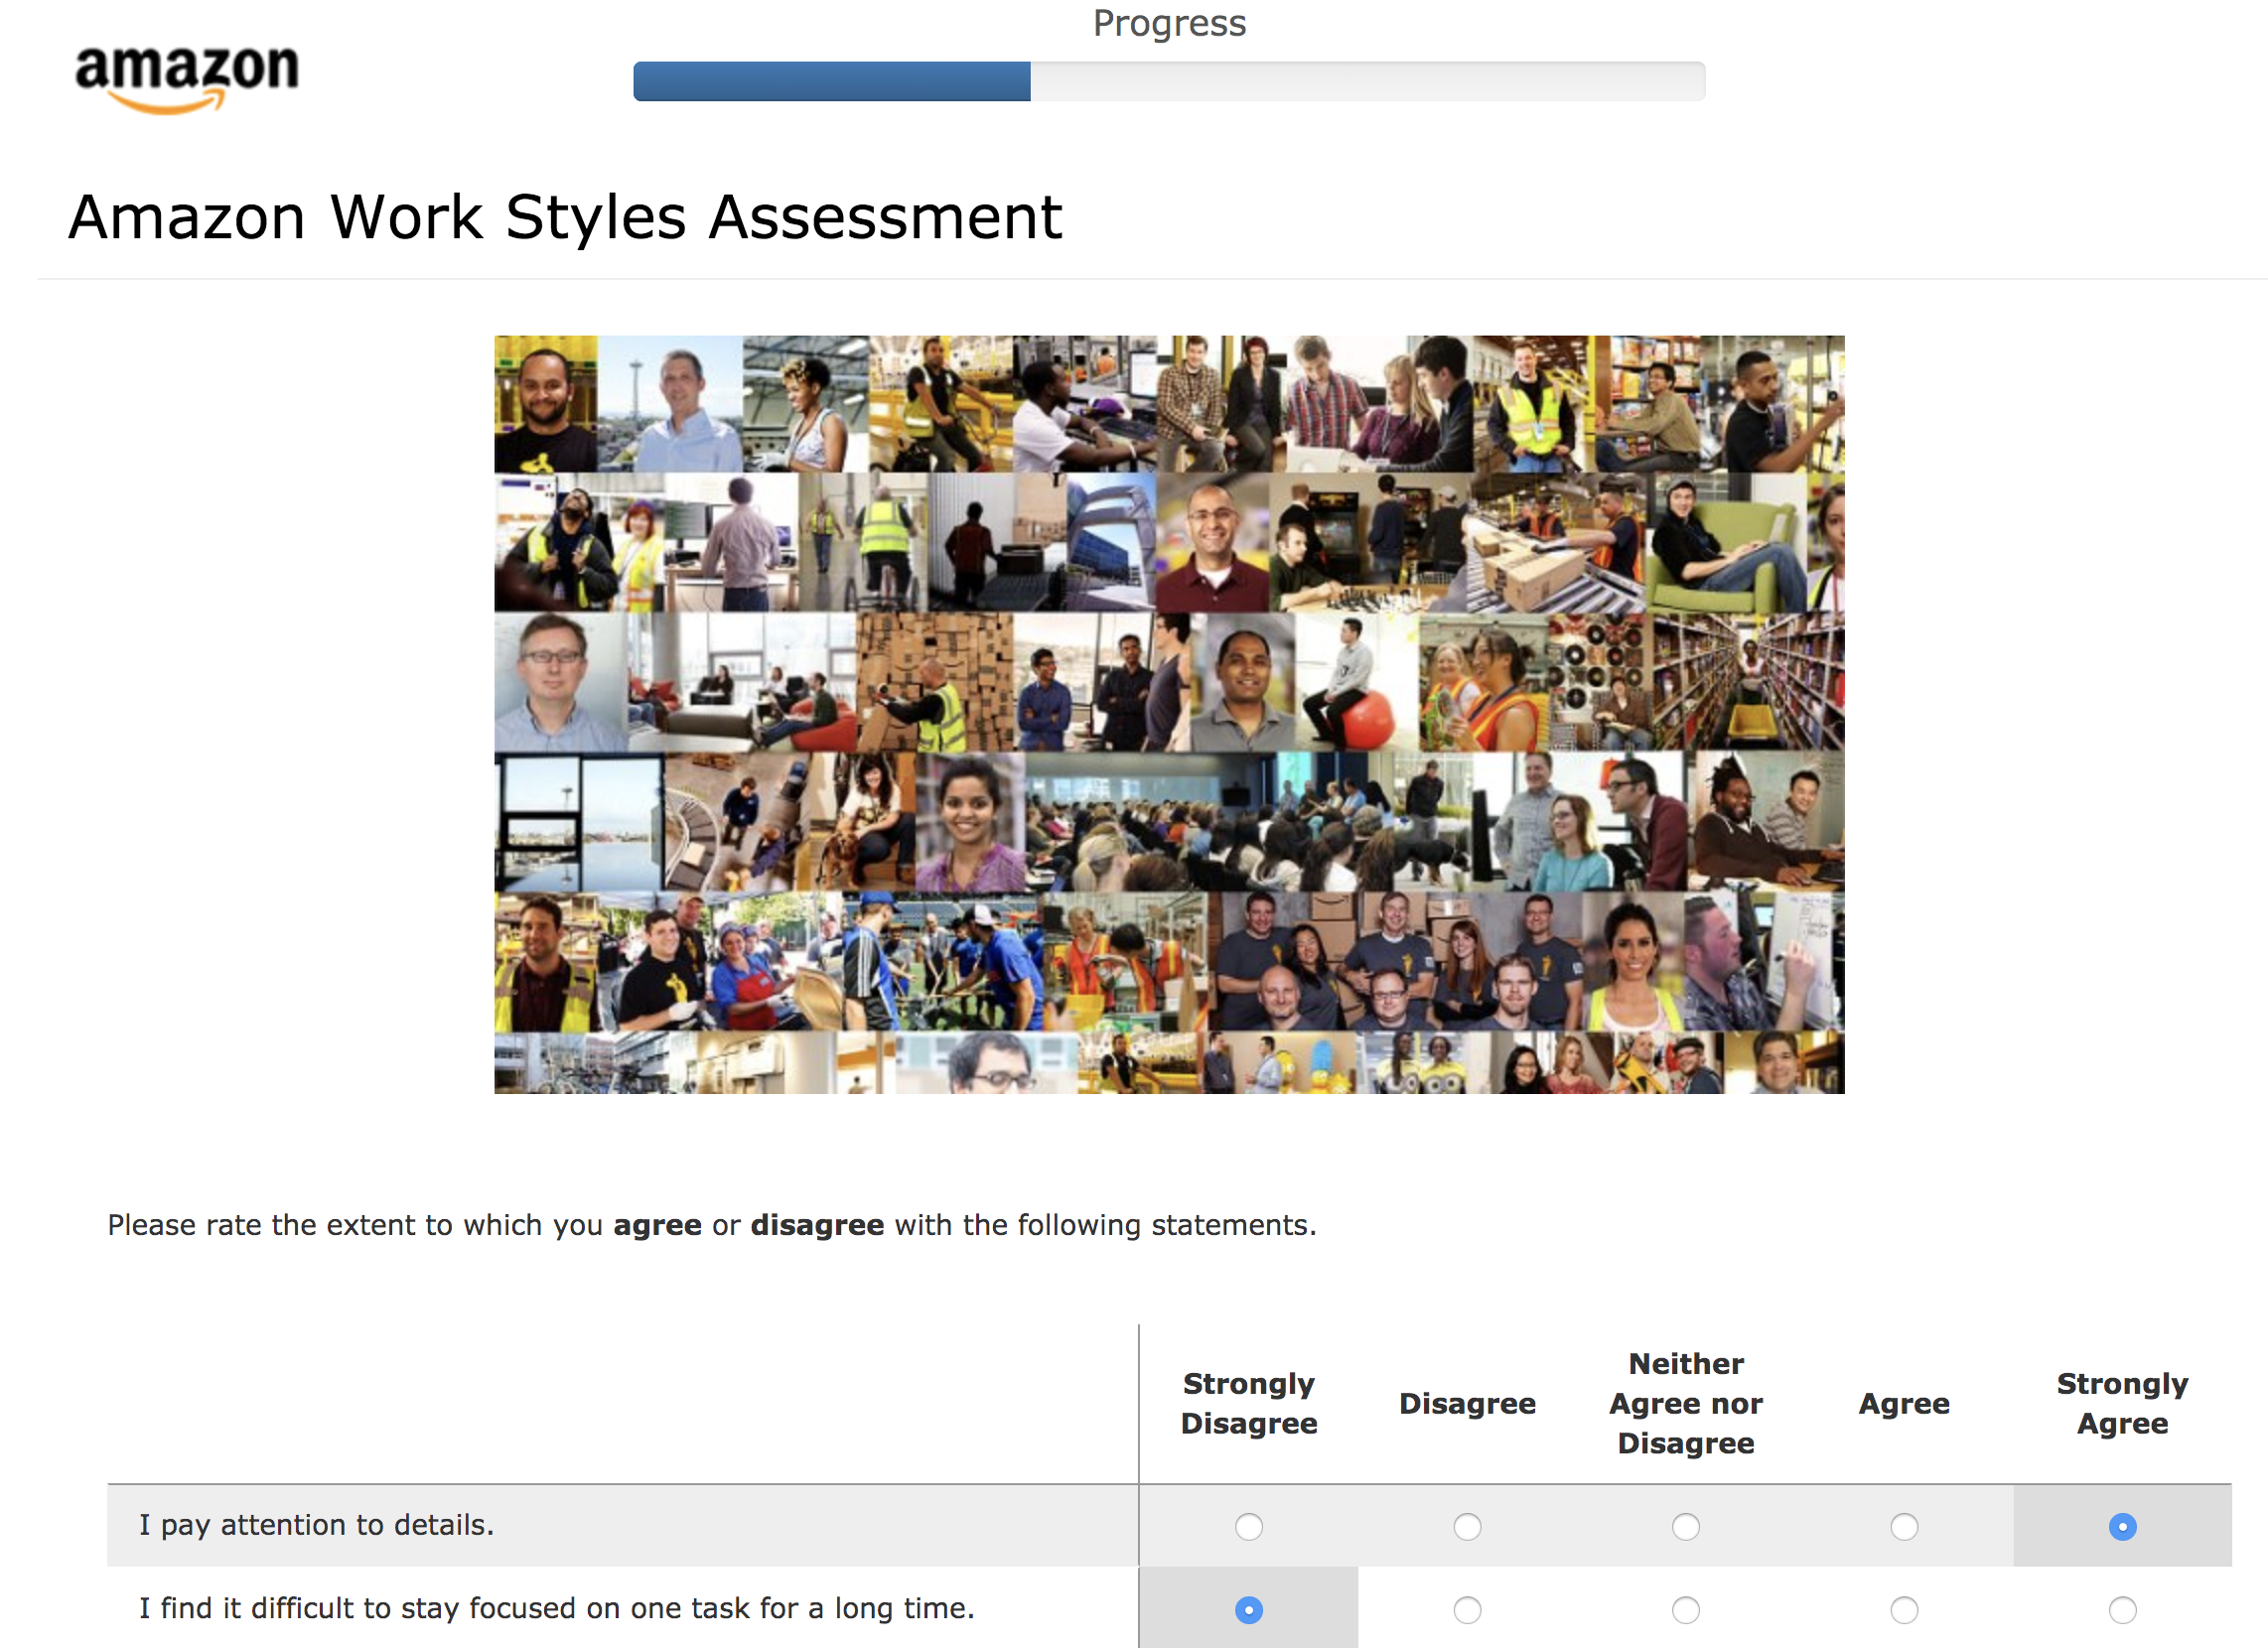 Progress
amazon
Amazon Work Styles Assessment
Please rate the extent to which you agree or disagree with the following statements.
Strongly Disagree
Disagree
Neither Agree nor Disagree
Agree
Strongly Agree
I pay attention to details.
I find it difficult to stay focused on one task for a long time.